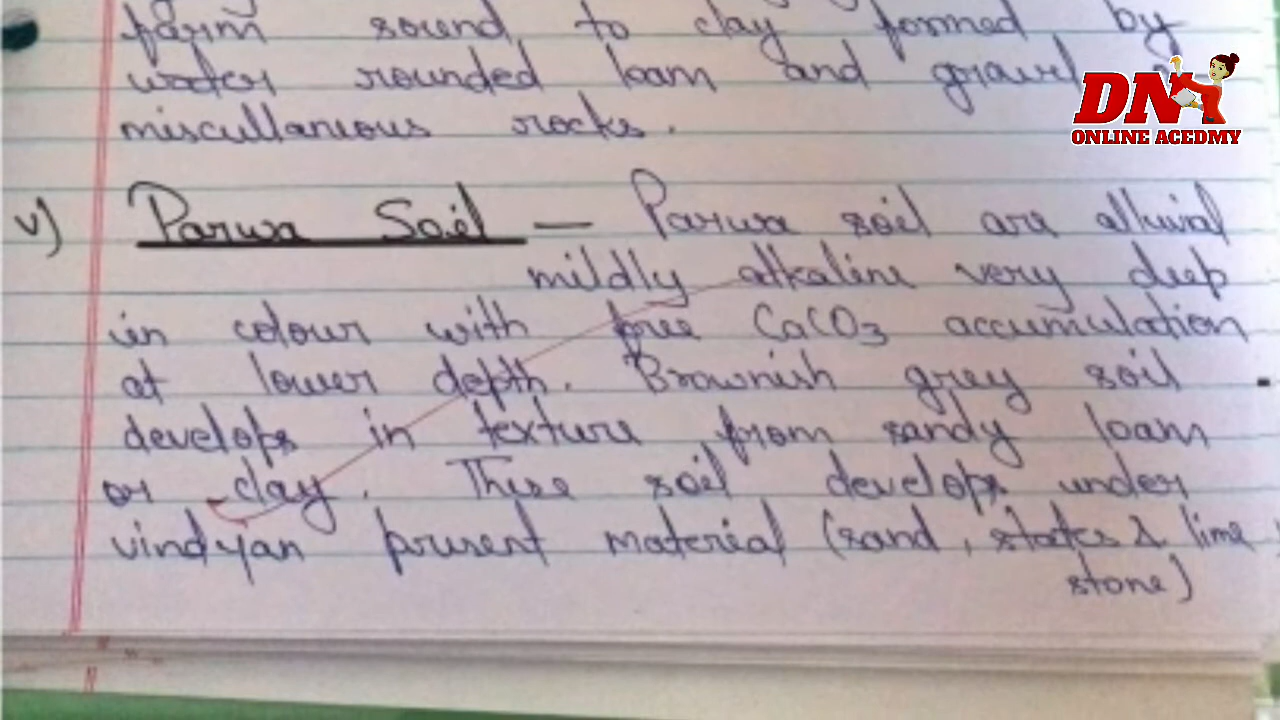 farm sound to clay formed by
water rounded loam and gravel
miscullaneous rocks.
DN
ONLINE ACEDMY
v) Parwa Soil — Parwa soil are alluvial
mildly alkaline very deep
in colour with free CaCO3 accumulation
at lower depth. Brownish grey soil
develops in texture from sandy loam
or clay. These soil develops under
vindyan present material (sand, states & lime
stone)